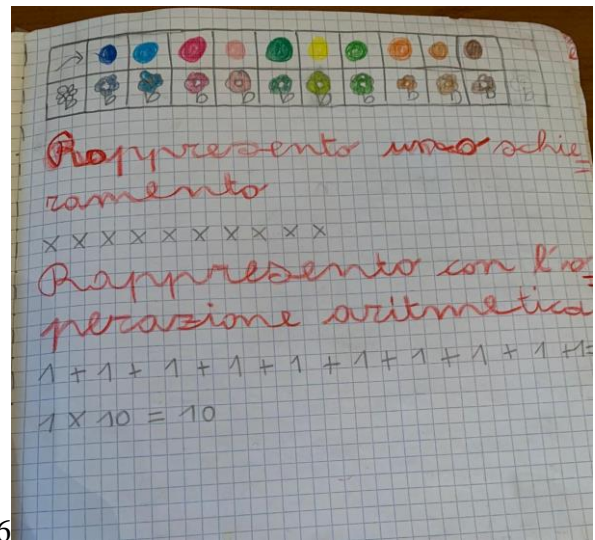 Rappresento uno schie=
ramento
x x x x x x x x x x
Rappresento con l'o=
perazione aritmetica
1 + 1 + 1 + 1 + 1 + 1 + 1 + 1 + 1 +1=
1 x 10 = 10
6